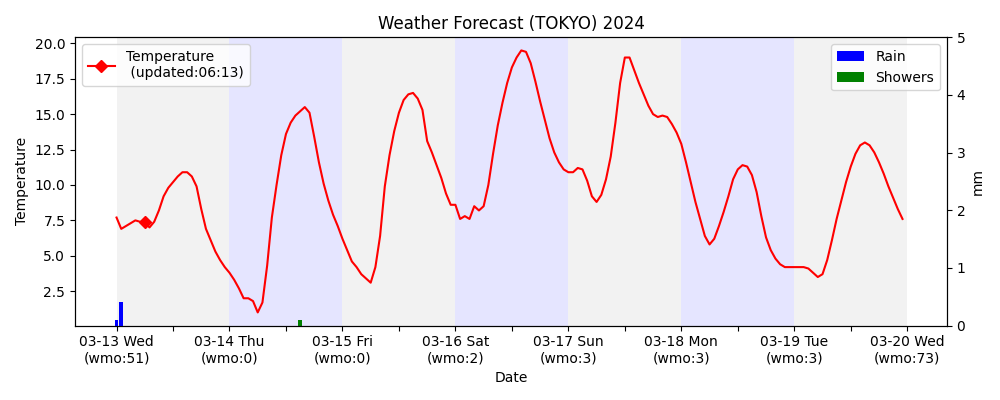 Weather Forecast (TOKYO) 2024
Temperature
(updated:06:13)
Rain
Showers
Temperature
20.0
17.5
15.0
12.5
10.0
7.5
5.0
2.5
5
4
3
2
1
0
mm
03-13 Wed
(wmo:51)
03-14 Thu
(wmo:0)
03-15 Fri
(wmo:0)
03-16 Sat
(wmo:2)
03-17 Sun
(wmo:3)
03-18 Mon
(wmo:3)
03-19 Tue
(wmo:3)
03-20 Wed
(wmo:73)
Date